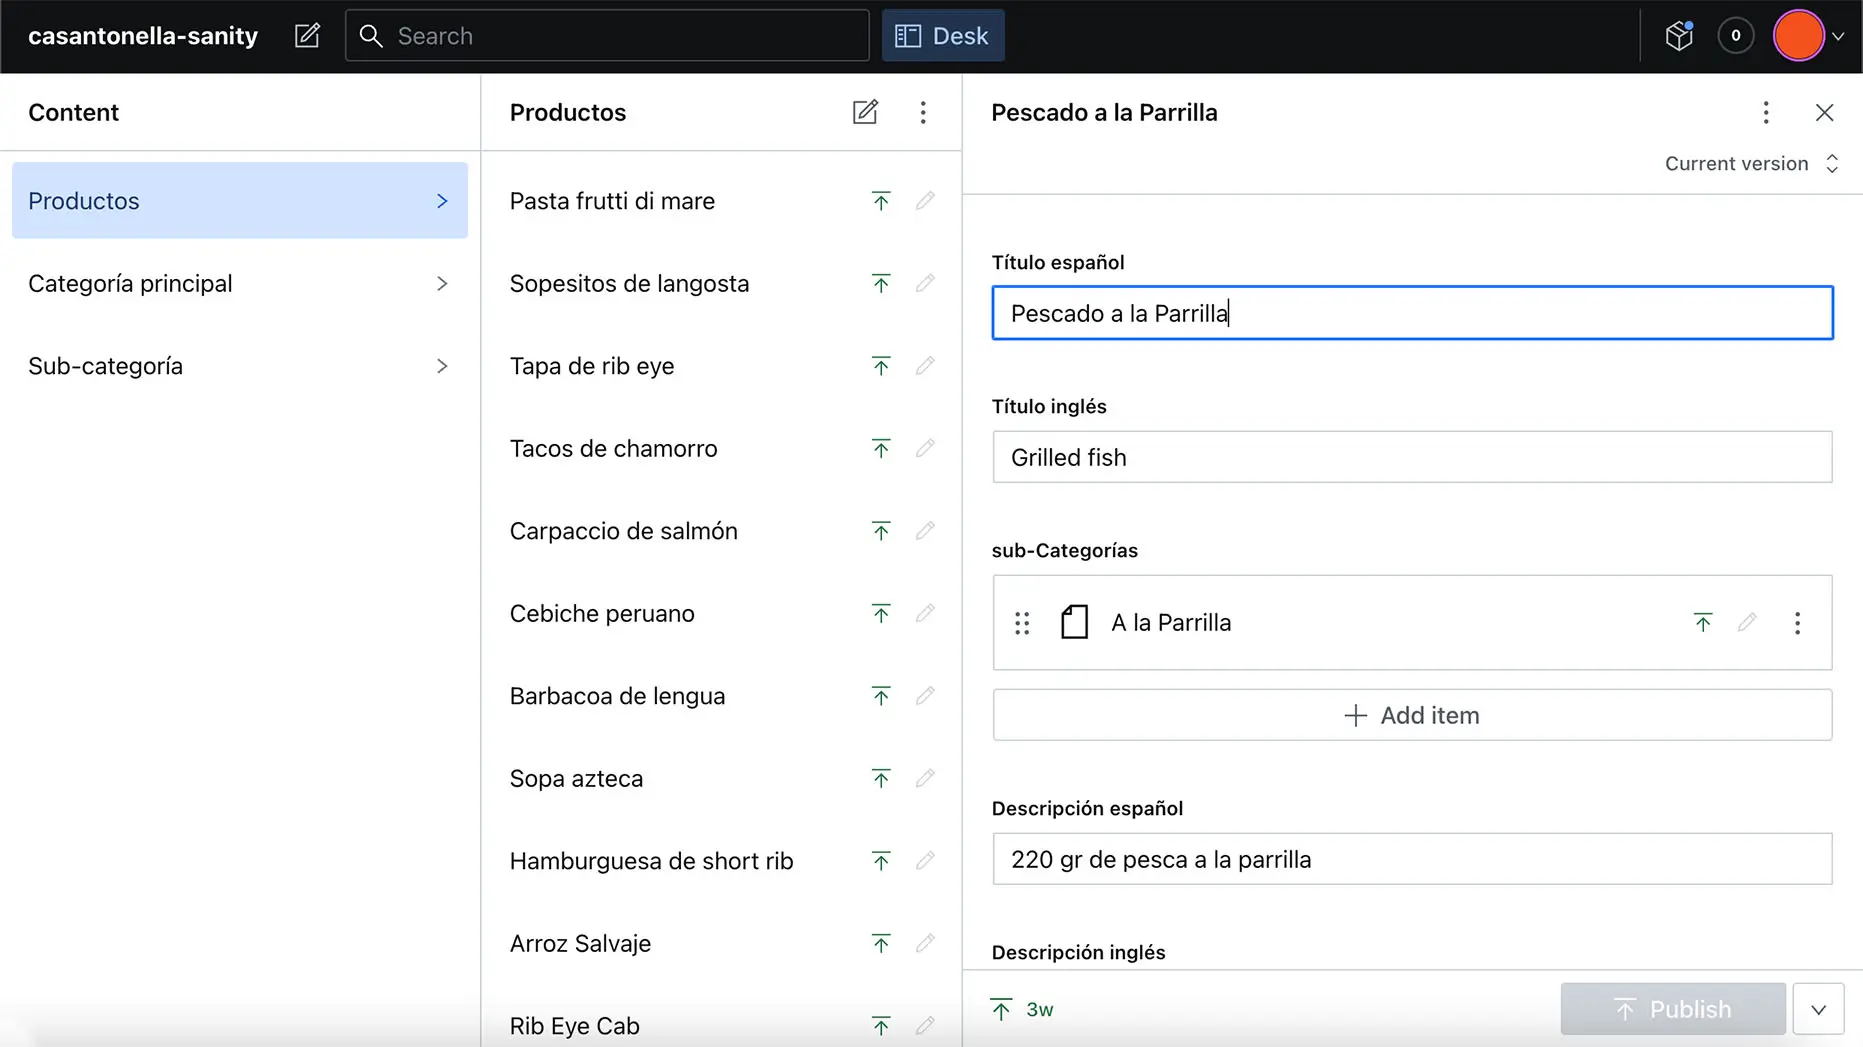 casantonella-sanity
Search
Desk
0
Content
Productos
Categoría principal
Sub-categoría
Productos
Pasta frutti di mare
Sopesitos de langosta
Tapa de rib eye
Tacos de chamorro
Carpaccio de salmón
Cebiche peruano
Barbacoa de lengua
Sopa azteca
Hamburguesa de short rib
Arroz Salvaje
Rib Eye Cab
Pescado a la Parrilla
Current version
Título español
Pescado a la Parrilla
Título inglés
Grilled fish
sub-Categorías
A la Parrilla
Add item
Descripción español
220 gr de pesca a la parrilla
Descripción inglés
3w
Publish